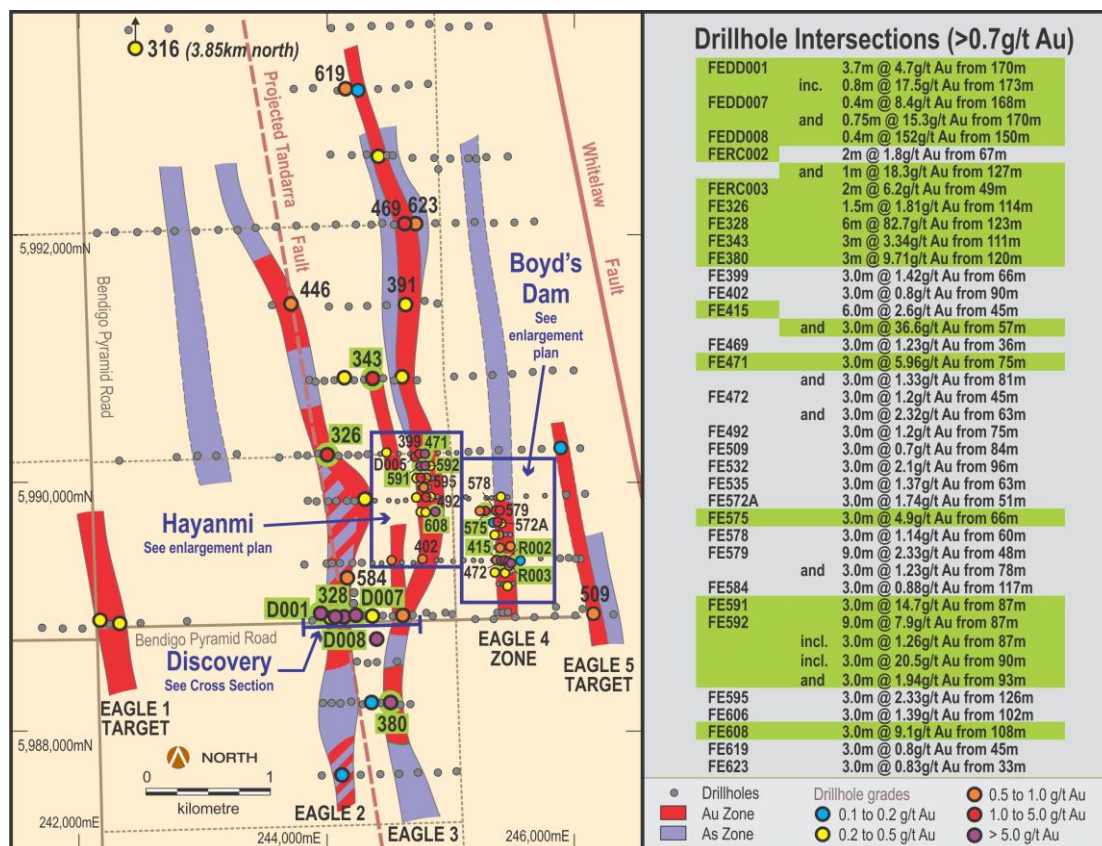 316 (3.85km north)
619
Projected Tandarra
Fault
Whitelaw
Fault
469 623
5,992,000mN
Bendigo Pyramid Road
446
391
Boyd's
Dam
See
enlargement
plan
343
326
399 471
D005 592
591 595
492
578
5,990,000mN
Hayanmi
See enlargement plan
608
579
575 572A
402
415 R002
584
472 R003
328
D001 D007
509
Bendigo Pyramid Road
D008
Discovery
See Cross Section
EAGLE 4
ZONE
EAGLE 5
TARGET
EAGLE 1
TARGET
380
5,988,000mN
NORTH
0 1
kilometre
EAGLE 2
EAGLE 3
242,000mE
244,000mE
246,000mE
Drillhole Intersections (>0.7g/t Au)
FEDD001 3.7m @ 4.7g/t Au from 170m
inc. 0.8m @ 17.5g/t Au from 173m
FEDD007 0.4m @ 8.4g/t Au from 168m
and 0.75m @ 15.3g/t Au from 170m
FEDD008 0.4m @ 152g/t Au from 150m
FERC002 2m @ 1.8g/t Au from 67m
and 1m @ 18.3g/t Au from 127m
FERC003 2m @ 6.2g/t Au from 49m
FE326 1.5m @ 1.81g/t Au from 114m
FE328 6m @ 82.7g/t Au from 123m
FE343 3m @ 3.34g/t Au from 111m
FE380 3m @ 9.71g/t Au from 120m
FE399 3.0m @ 1.42g/t Au from 66m
FE402 3.0m @ 0.8g/t Au from 90m
FE415 6.0m @ 2.6g/t Au from 45m
and 3.0m @ 36.6g/t Au from 57m
FE469 3.0m @ 1.23g/t Au from 36m
FE471 3.0m @ 5.96g/t Au from 75m
and 3.0m @ 1.33g/t Au from 81m
FE472 3.0m @ 1.2g/t Au from 45m
and 3.0m @ 2.32g/t Au from 63m
FE492 3.0m @ 1.2g/t Au from 75m
FE509 3.0m @ 0.7g/t Au from 84m
FE532 3.0m @ 2.1g/t Au from 96m
FE535 3.0m @ 1.37g/t Au from 63m
FE572A 3.0m @ 1.74g/t Au from 51m
FE575 3.0m @ 4.9g/t Au from 66m
FE578 3.0m @ 1.14g/t Au from 60m
FE579 9.0m @ 2.33g/t Au from 48m
and 3.0m @ 1.23g/t Au from 78m
FE584 3.0m @ 0.88g/t Au from 117m
FE591 3.0m @ 14.7g/t Au from 87m
FE592 9.0m @ 7.9g/t Au from 87m
incl. 3.0m @ 1.26g/t Au from 87m
incl. 3.0m @ 20.5g/t Au from 90m
and 3.0m @ 1.94g/t Au from 93m
FE595 3.0m @ 2.33g/t Au from 126m
FE606 3.0m @ 1.39g/t Au from 102m
FE608 3.0m @ 9.1g/t Au from 108m
FE619 3.0m @ 0.8g/t Au from 45m
FE623 3.0m @ 0.83g/t Au from 33m
Drillholes
Au Zone
As Zone
Drillhole grades
0.1 to 0.2 g/t Au
0.2 to 0.5 g/t Au
0.5 to 1.0 g/t Au
1.0 to 5.0 g/t Au
> 5.0 g/t Au